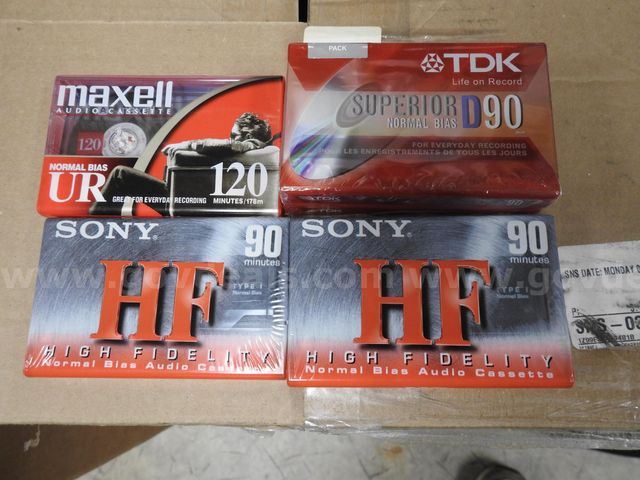 maxell
AUDIO CASSETTE
120
NORMAL BIAS
UR
GREAT FOR EVERYDAY RECORDING
120
MINUTES/178m
PACK
TDK
Life on Record
SUPERIOR
NORMAL BIAS
D90
FOR EVERYDAY RECORDING
POUR LES ENREGISTREMENTS DE TOUS LES JOURS
TDK
90
SONY
90
minutes
HF
TYPE I
Normal Bias
HIGH FIDELITY
Normal Bias Audio Cassette
SONY
90
minutes
HF
TYPE I
Normal Bias
HIGH FIDELITY
Normal Bias Audio Cassette
SNS DATE: MONDAY